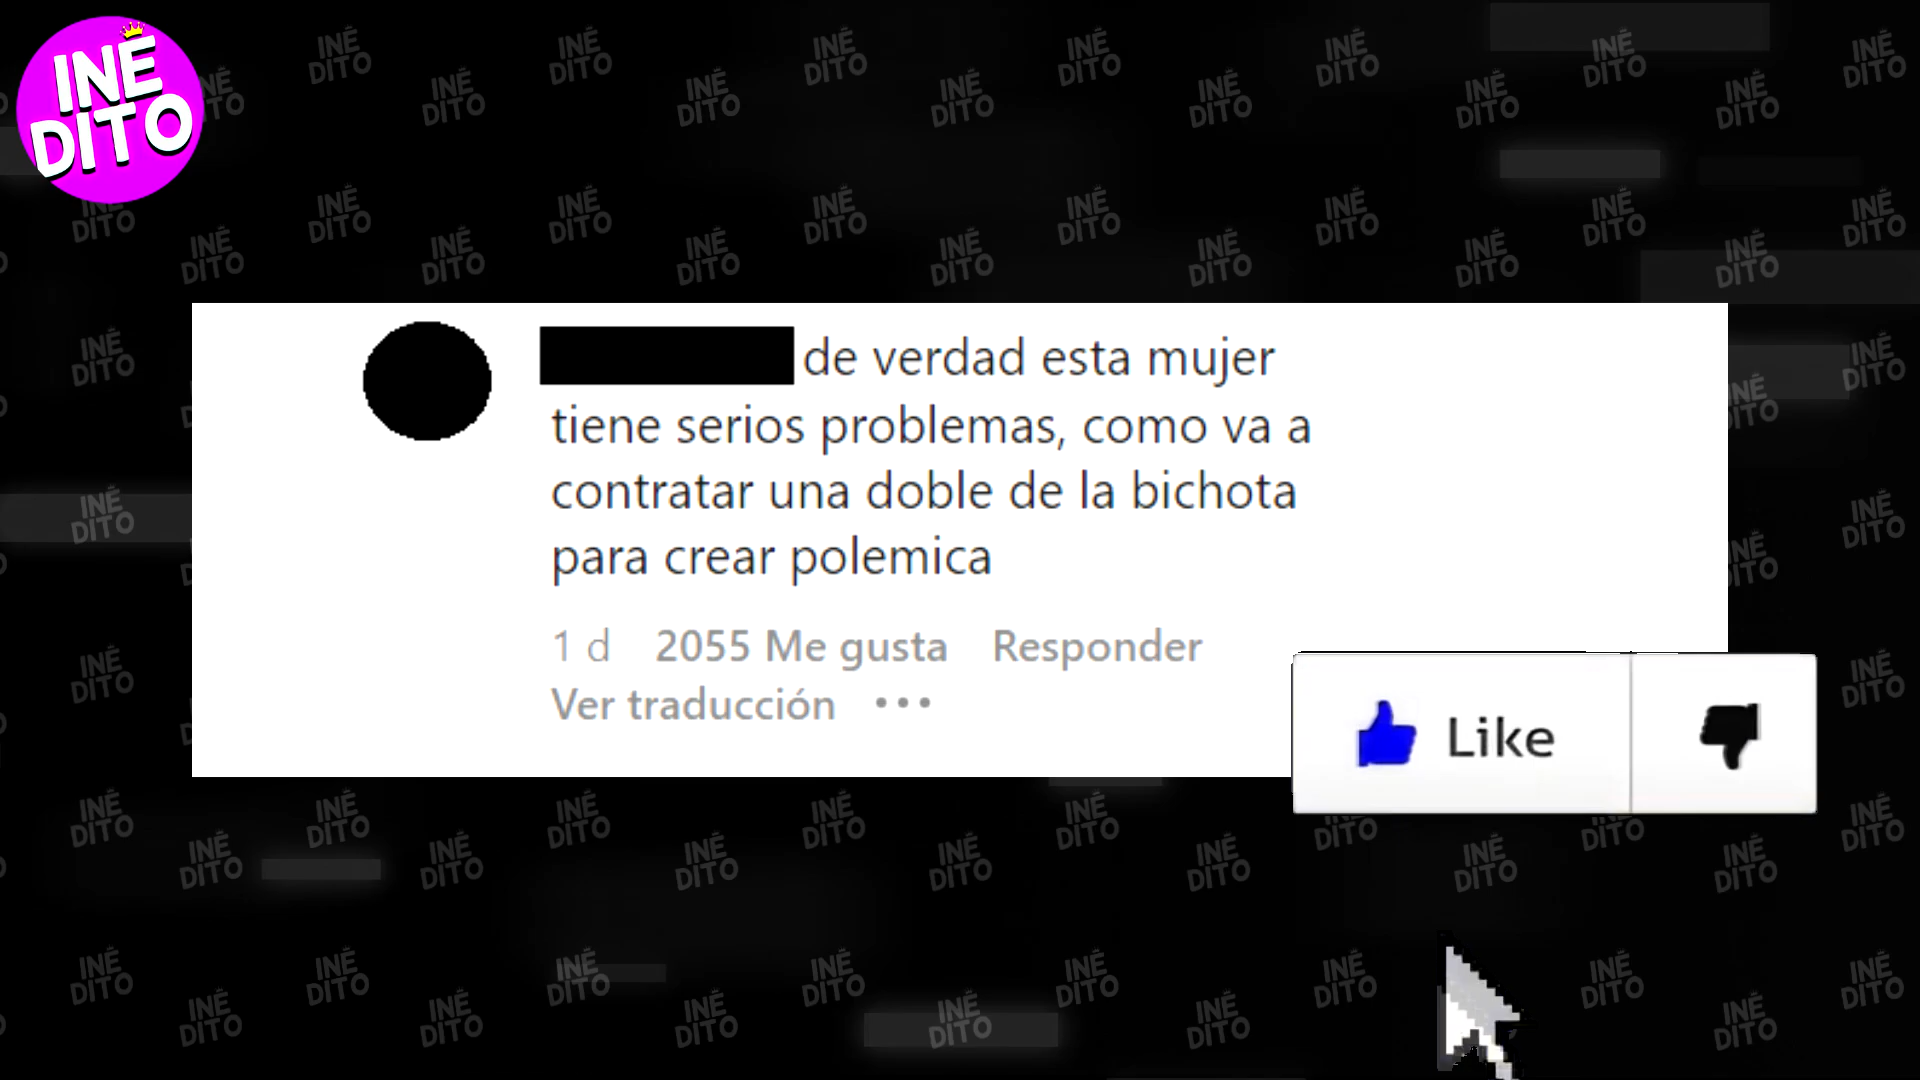 INÉ
DITO
de verdad esta mujer
tiene serios problemas, como va a
contratar una doble de la bichota
para crear polemica
1 d 2055 Me gusta Responder
Ver traducción •••
Like